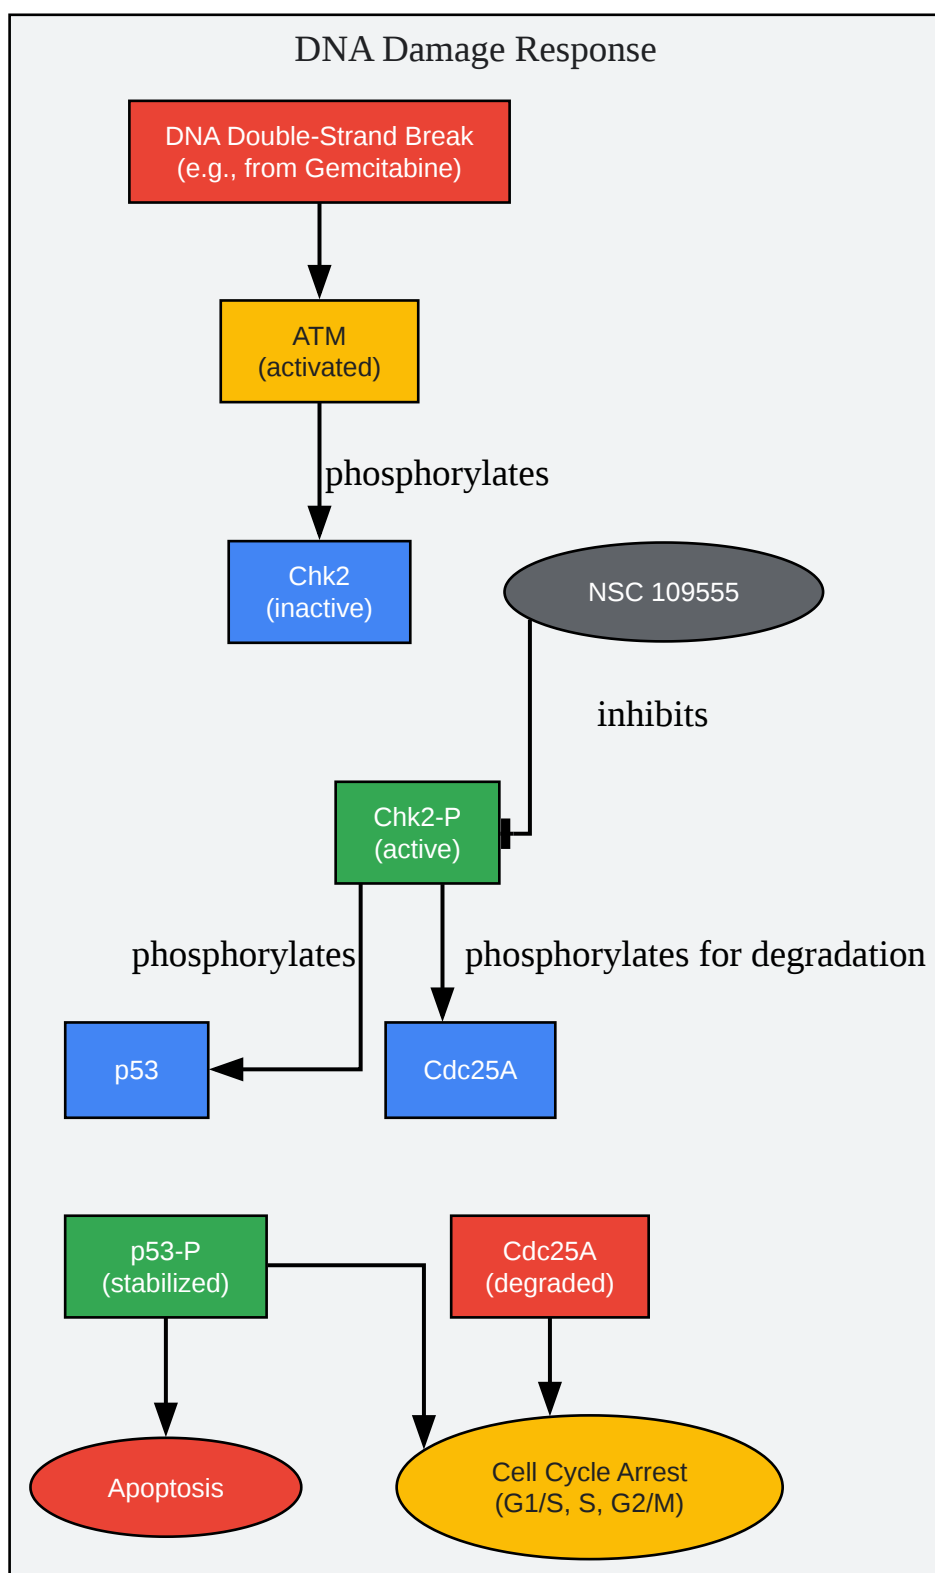 DNA Damage Response
DNA Double-Strand Break
(e.g., from Gemcitabine)
ATM
(activated)
phosphorylates
Chk2
(inactive)
NSC 109555
inhibits
Chk2-P
(active)
phosphorylates
phosphorylates for degradation
p53
Cdc25A
p53-P
(stabilized)
Cdc25A
(degraded)
Apoptosis
Cell Cycle Arrest
(G1/S, S, G2/M)